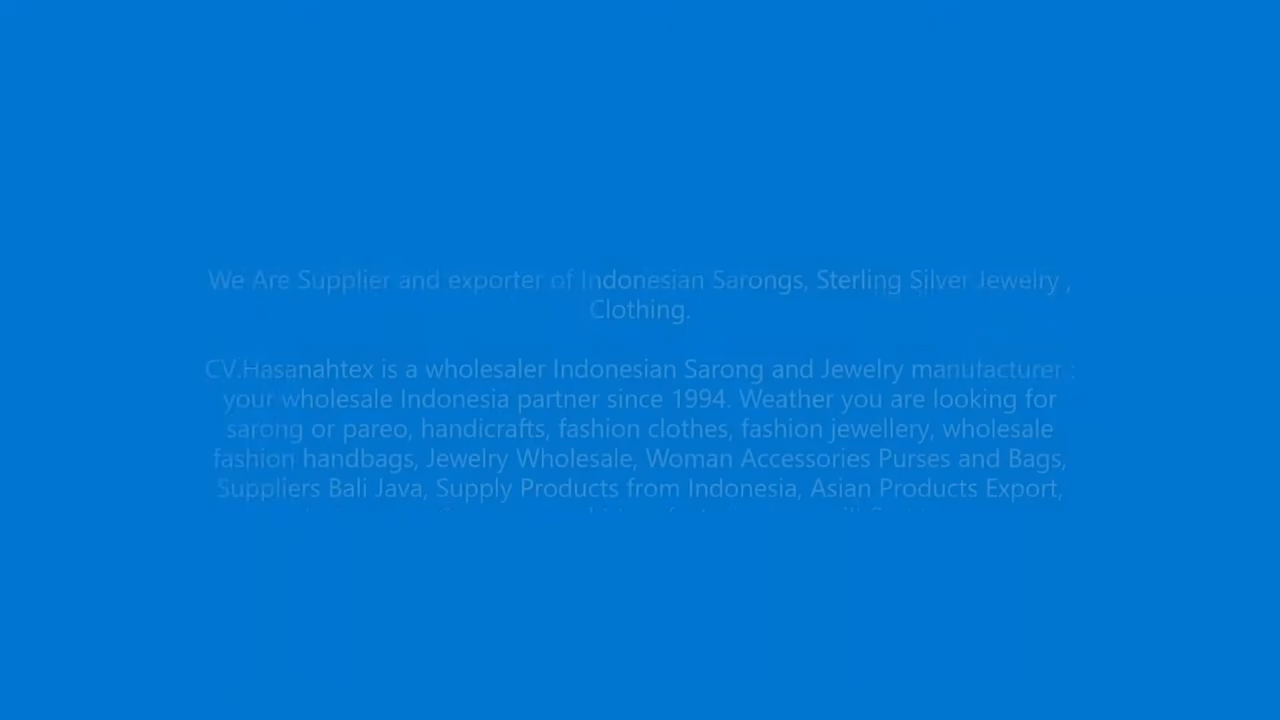 We Are Supplier and exporter of Indonesian Sarongs, Sterling Silver Jewelry ,
Clothing.
CV.Hasanahtex is a wholesaler Indonesian Sarong and Jewelry manufacturer :
your wholesale Indonesia partner since 1994. Weather you are looking for
sarong or pareo, handicrafts, fashion clothes, fashion jewellery, wholesale
fashion handbags, Jewelry Wholesale, Woman Accessories Purses and Bags,
Suppliers Bali Java, Supply Products from Indonesia, Asian Products Export,